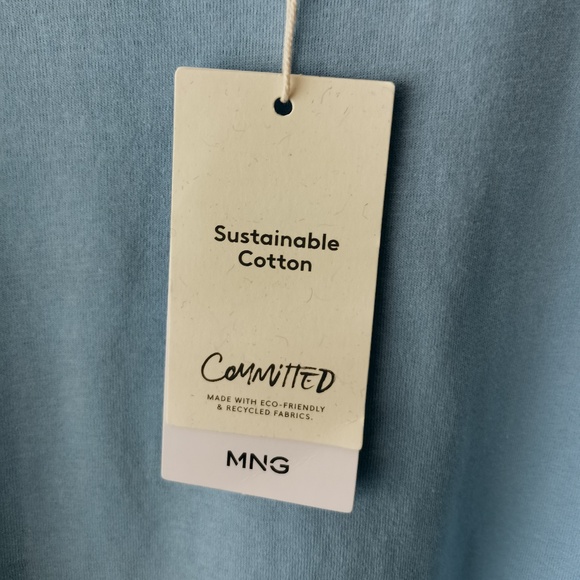 Sustainable
Cotton
COMMITTED
MADE WITH ECO-FRIENDLY
& RECYCLED FABRICS.
MNG